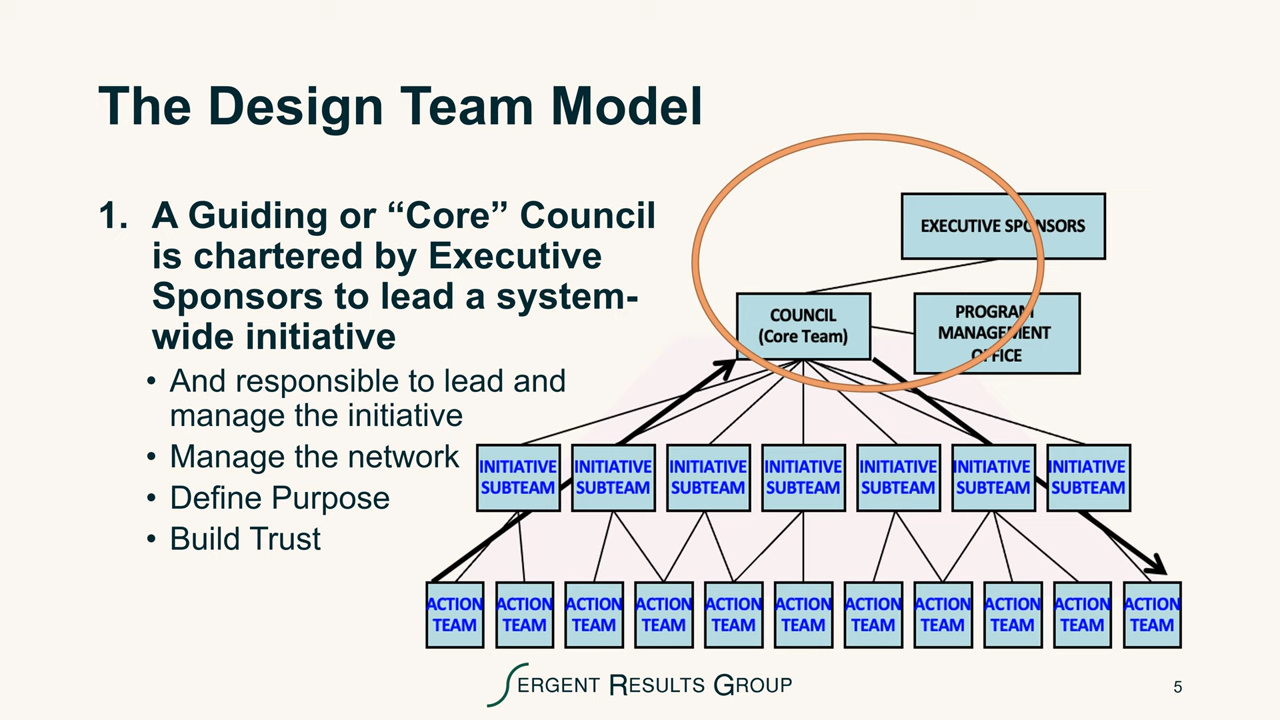 The Design Team Model
1. A Guiding or “Core” Council
is chartered by Executive
Sponsors to lead a system-
wide initiative
• And responsible to lead and
manage the initiative
• Manage the network
• Define Purpose
• Build Trust
EXECUTIVE SPONSORS
COUNCIL
(Core Team)
PROGRAM
MANAGEMENT
OFFICE
INITIATIVE
SUBTEAM
INITIATIVE
SUBTEAM
INITIATIVE
SUBTEAM
INITIATIVE
SUBTEAM
INITIATIVE
SUBTEAM
INITIATIVE
SUBTEAM
INITIATIVE
SUBTEAM
ACTION
TEAM
ACTION
TEAM
ACTION
TEAM
ACTION
TEAM
ACTION
TEAM
ACTION
TEAM
ACTION
TEAM
ACTION
TEAM
ACTION
TEAM
ACTION
TEAM
ACTION
TEAM
SERGENT RESULTS GROUP
5